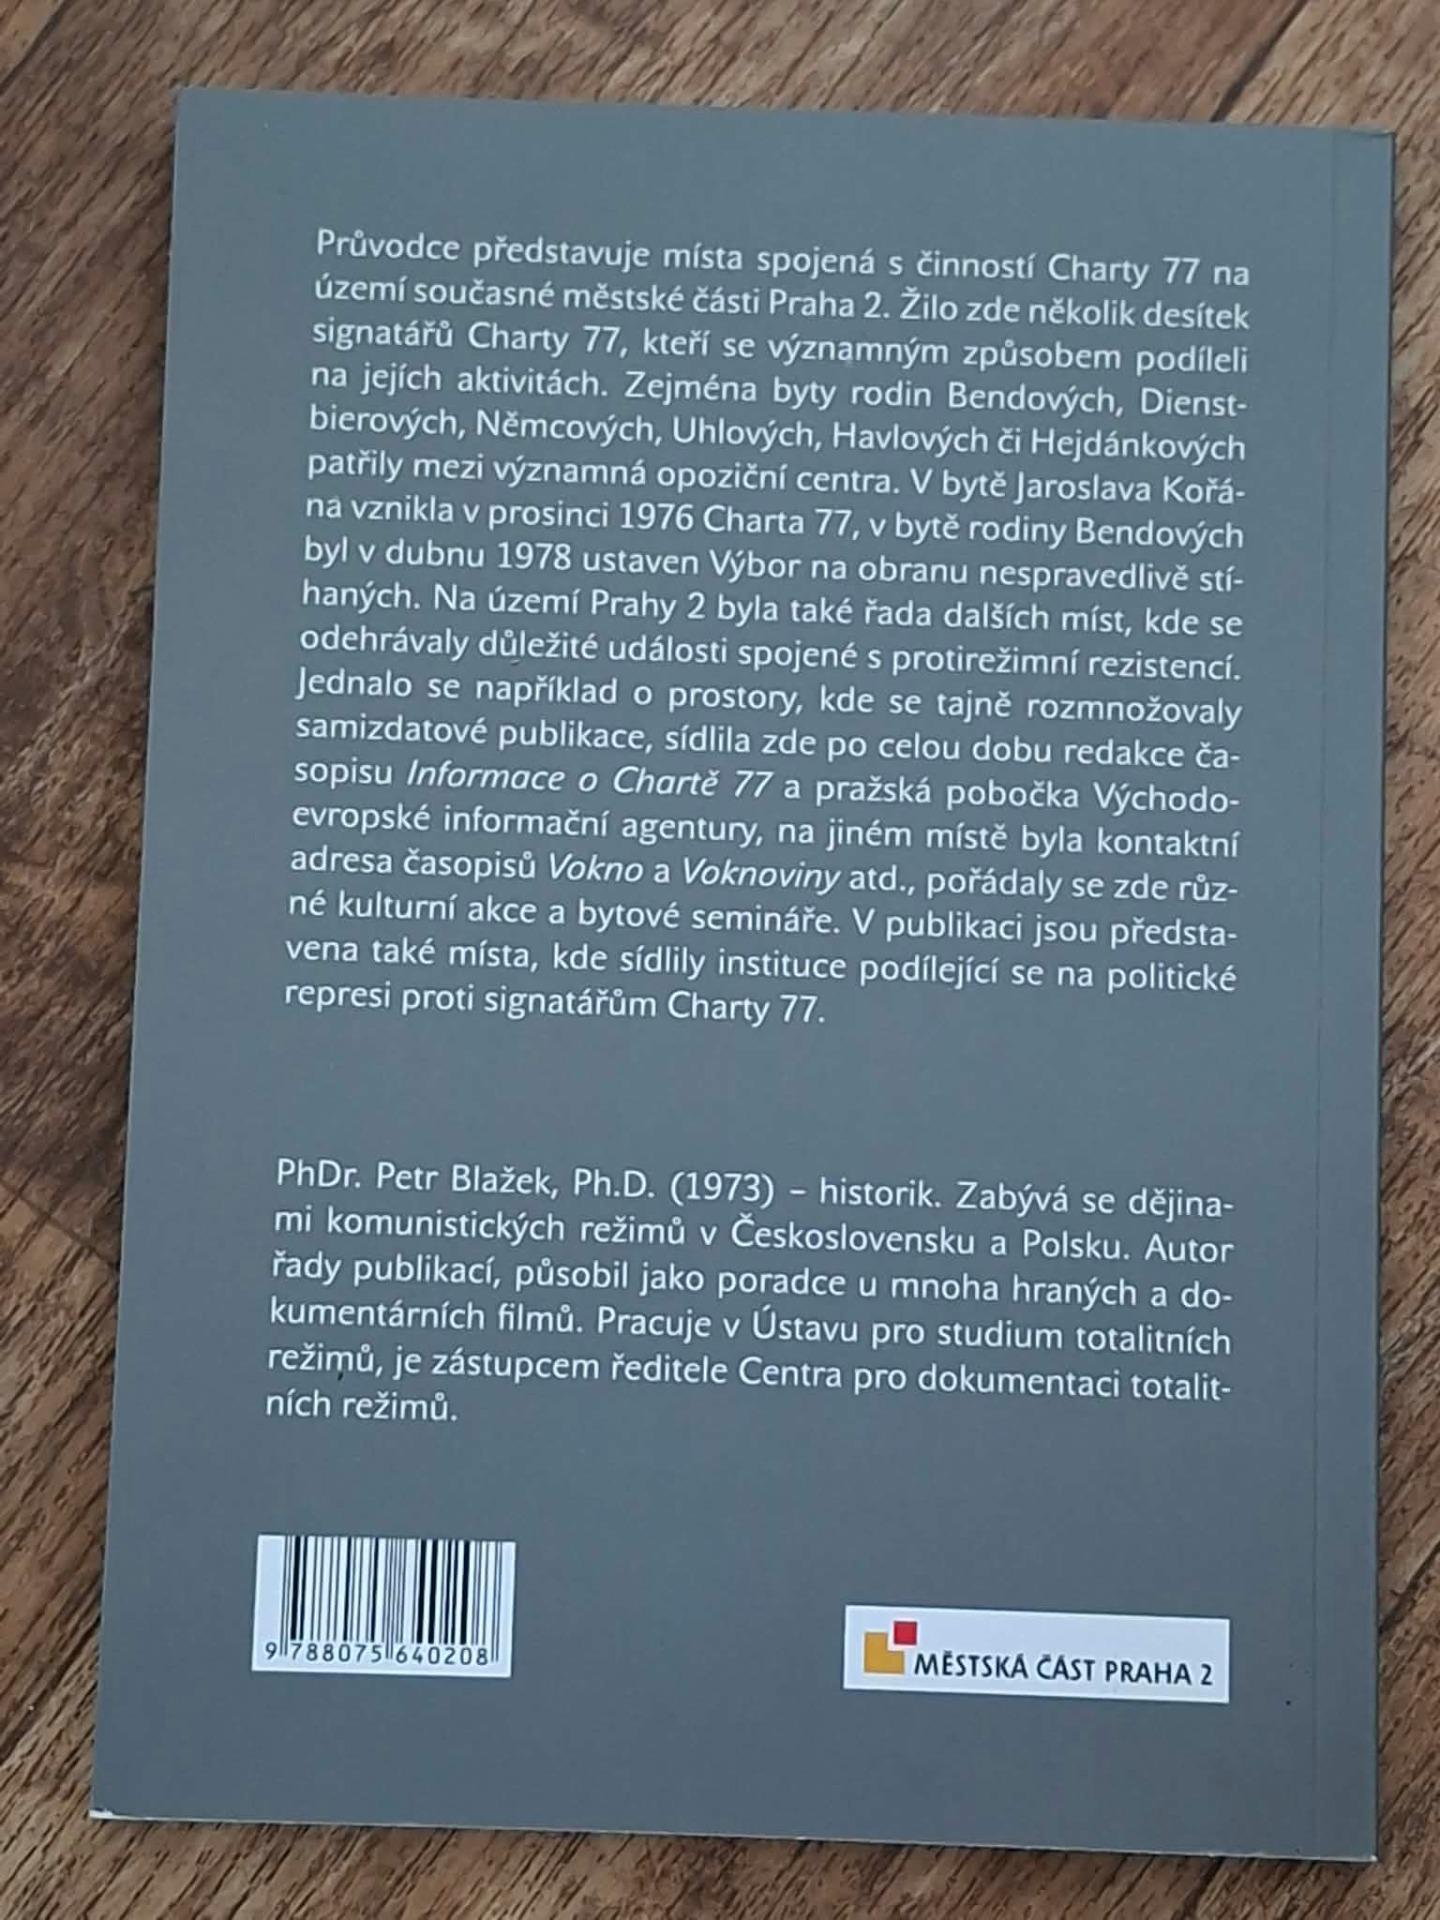 Průvodce představuje místa spojená s činností Charty 77 na
území současné městské části Praha 2. Žilo zde několik desítek
signatářů Charty 77, kteří se významným způsobem podíleli
na jejích aktivitách. Zejména byty rodin Bendových, Dienst-
bierových, Němcových, Uhlových, Havlových či Hejdánkových
patřily mezi významná opoziční centra. V bytě Jaroslava Kořá-
na vznikla v prosinci 1976 Charta 77, v bytě rodiny Bendových
byl v dubnu 1978 ustaven Výbor na obranu nespravedlivě stí-
haných. Na území Prahy 2 byla také řada dalších míst, kde se
odehrávaly důležité události spojené s protirežimní rezistencí.
Jednalo se například o prostory, kde se tajně rozmnožovaly
samizdatové publikace, sídlila zde po celou dobu redakce ča-
sopisu Informace o Chartě 77 a pražská pobočka Východo-
evropské informační agentury, na jiném místě byla kontaktní
adresa časopisů Vokno a Voknoviny atd., pořádaly se zde růz-
né kulturní akce a bytové semináře. V publikaci jsou předsta-
vena také místa, kde sídlily instituce podílející se na politické
represi proti signatářům Charty 77.
PhDr. Petr Blažek, Ph.D. (1973) – historik. Zabývá se dějina-
mi komunistických režimů v Československu a Polsku. Autor
řady publikací, působil jako poradce u mnoha hraných a do-
kumentárních filmů. Pracuje v Ústavu pro studium totalitních
režimů, je zástupcem ředitele Centra pro dokumentaci totalit-
ních režimů.
9 788075 640208
MĚSTSKÁ ČÁST PRAHA 2